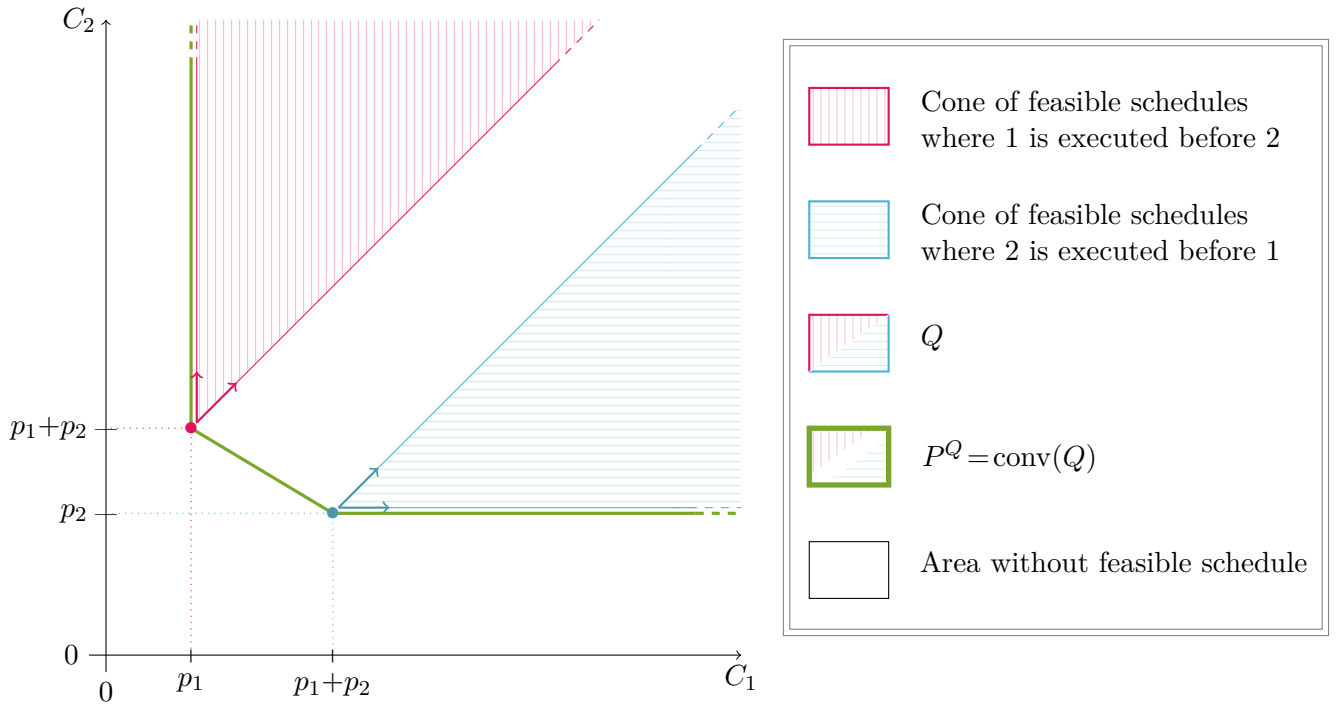 C₂
p₁+p₂
p₂
0
0
p₁
p₁+p₂
C₁
Cone of feasible schedules
where 1 is executed before 2
Cone of feasible schedules
where 2 is executed before 1
Q
P^Q=conv(Q)
Area without feasible schedule